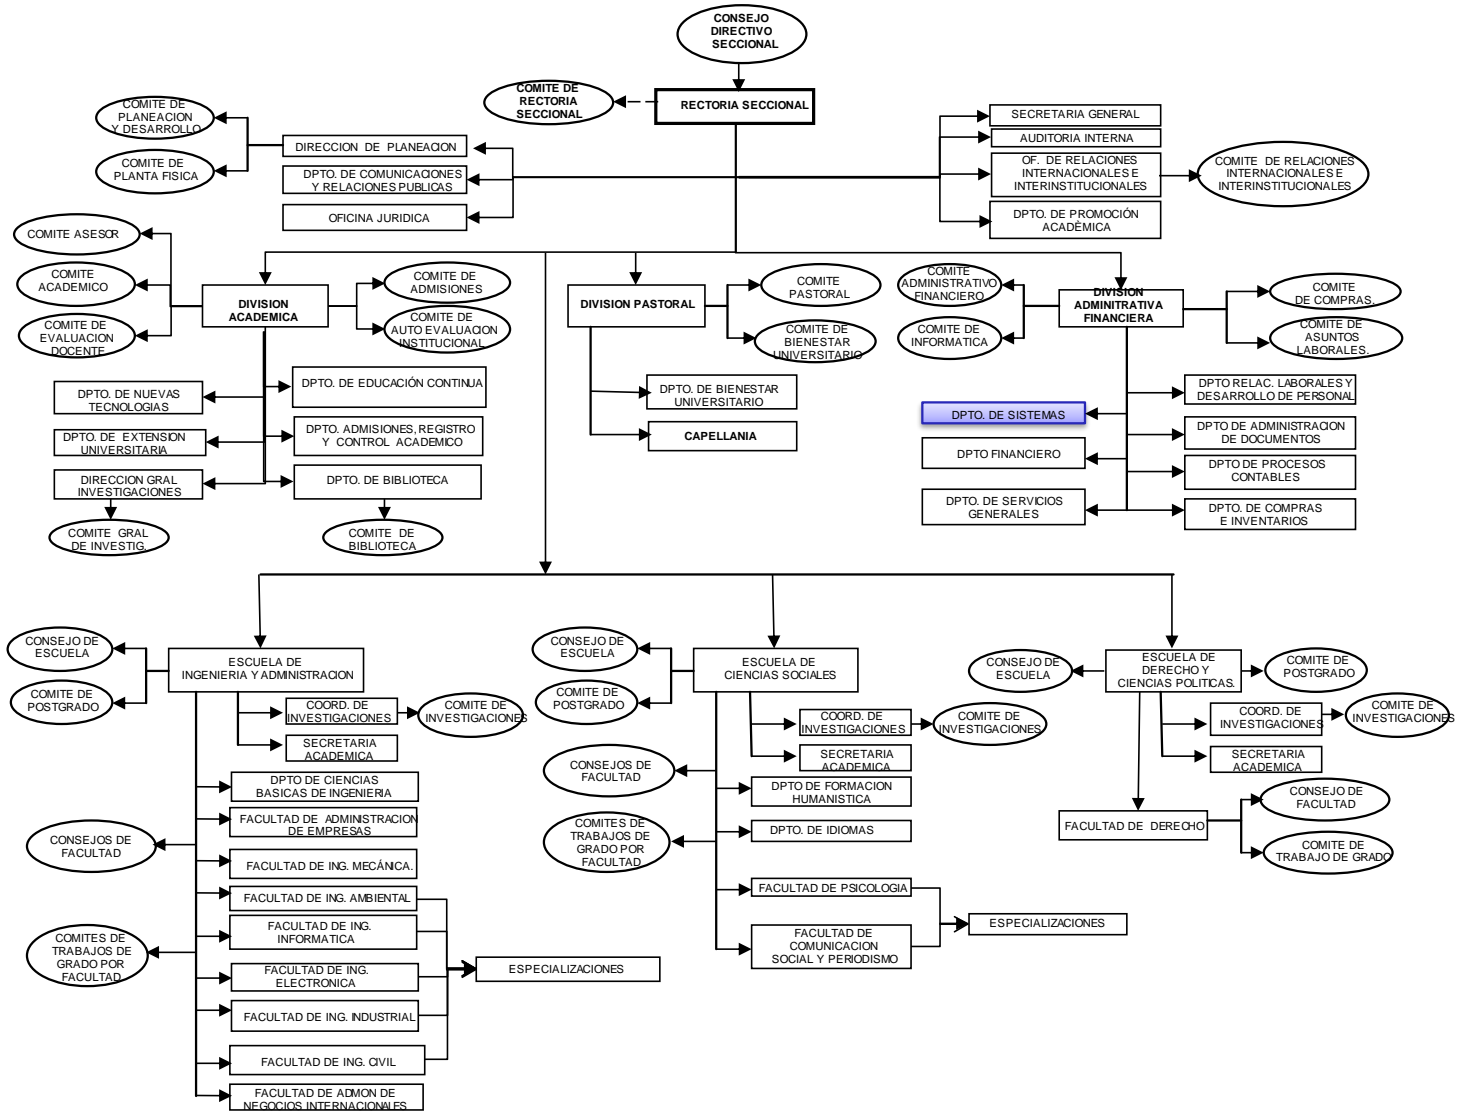 CONSEJO
DIRECTIVO
SECCIONAL
COMITE DE
RECTORIA
SECCIONAL
RECTORIA SECCIONAL
COMITE DE
PLANEACION
Y DESARROLLO
COMITE DE
PLANTA FISICA
DIRECCION DE PLANEACION
DPTO. DE COMUNICACIONES
Y RELACIONES PUBLICAS
OFICINA JURIDICA
SECRETARIA GENERAL
AUDITORIA INTERNA
OF. DE RELACIONES
INTERNACIONALES E
INTERINSTITUCIONALES
DPTO. DE PROMOCIÓN
ACADÈMICA
COMITE DE RELACIONES
INTERNACIONALES E
INTERINSTITUCIONALES
COMITE ASESOR
COMITE
ACADEMICO
COMITE DE
EVALUACION
DOCENTE
DIVISION
ACADEMICA
COMITE DE
ADMISIONES
COMITE DE
AUTO EVALUACION
INSTITUCIONAL
DIVISION PASTORAL
COMITE
PASTORAL
COMITE DE
BIENESTAR
UNIVERSITARIO
COMITE
ADMINISTRATIVO
FINANCIERO
COMITE DE
INFORMATICA
DIVISION
ADMINITRATIVA
FINANCIERA
COMITE
DE COMPRAS.
COMITE DE
ASUNTOS
LABORALES.
DPTO. DE NUEVAS
TECNOLOGIAS
DPTO. DE EXTENSION
UNIVERSITARIA
DIRECCION GRAL
INVESTIGACIONES
COMITE GRAL
DE INVESTIG.
DPTO. DE EDUCACIÓN CONTINUA
DPTO. ADMISIONES, REGISTRO
Y CONTROL ACADEMICO
DPTO. DE BIBLIOTECA
COMITE DE
BIBLIOTECA
DPTO. DE BIENESTAR
UNIVERSITARIO
CAPELLANIA
DPTO. DE SISTEMAS
DPTO FINANCIERO
DPTO. DE SERVICIOS
GENERALES
DPTO RELAC. LABORALES Y
DESARROLLO DE PERSONAL
DPTO DE ADMINISTRACION
DE DOCUMENTOS
DPTO DE PROCESOS
CONTABLES
DPTO. DE COMPRAS
E INVENTARIOS
CONSEJO DE
ESCUELA
COMITE DE
POSTGRADO
ESCUELA DE
INGENIERIA Y ADMINISTRACION
COORD. DE
INVESTIGACIONES
COMITE DE
INVESTIGACIONES
SECRETARIA
ACADEMICA
DPTO DE CIENCIAS
BASICAS DE INGENIERIA
FACULTAD DE ADMINISTRACION
DE EMPRESAS
CONSEJOS DE
FACULTAD
FACULTAD DE ING. MECÁNICA.
FACULTAD DE ING. AMBIENTAL
FACULTAD DE ING.
INFORMATICA
COMITES DE
TRABAJOS DE
GRADO POR
FACULTAD
FACULTAD DE ING.
ELECTRONICA
ESPECIALIZACIONES
FACULTAD DE ING. INDUSTRIAL
FACULTAD DE ING. CIVIL
FACULTAD DE ADMON DE
NEGOCIOS INTERNACIONALES
CONSEJO DE
ESCUELA
COMITE DE
POSTGRADO
ESCUELA DE
CIENCIAS SOCIALES
COORD. DE
INVESTIGACIONES
COMITE DE
INVESTIGACIONES
SECRETARIA
ACADEMICA
CONSEJOS DE
FACULTAD
DPTO DE FORMACION
HUMANISTICA
COMITES DE
TRABAJOS DE
GRADO POR
FACULTAD
DPTO. DE IDIOMAS
FACULTAD DE PSICOLOGIA
FACULTAD DE
COMUNICACION
SOCIAL Y PERIODISMO
ESPECIALIZACIONES
CONSEJO DE
ESCUELA
ESCUELA DE
DERECHO Y
CIENCIAS POLITICAS.
COMITE DE
POSTGRADO
COORD. DE
INVESTIGACIONES
COMITE DE
INVESTIGACIONES
SECRETARIA
ACADEMICA
FACULTAD DE DERECHO
CONSEJO DE
FACULTAD
COMITE DE
TRABAJO DE GRADO